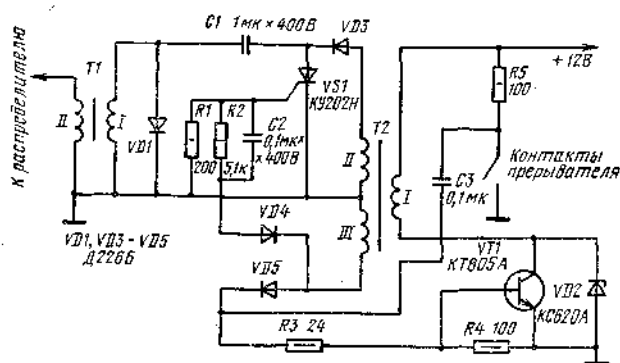 К распределителю
T1
II
I
VD1
C1 1мк × 400В
VD3
VS1
КУ202Н
R1
200
R2
5,1к
C2
0,1мк×
×400В
T2
II
III
I
+12В
R5
100
C3
0,1мк
Контакты
прерывателя
VD1, VD3 – VD5
Д226Б
VD4
VD5
VT1
КТ805А
VD2
КС620А
R3 24
R4 100